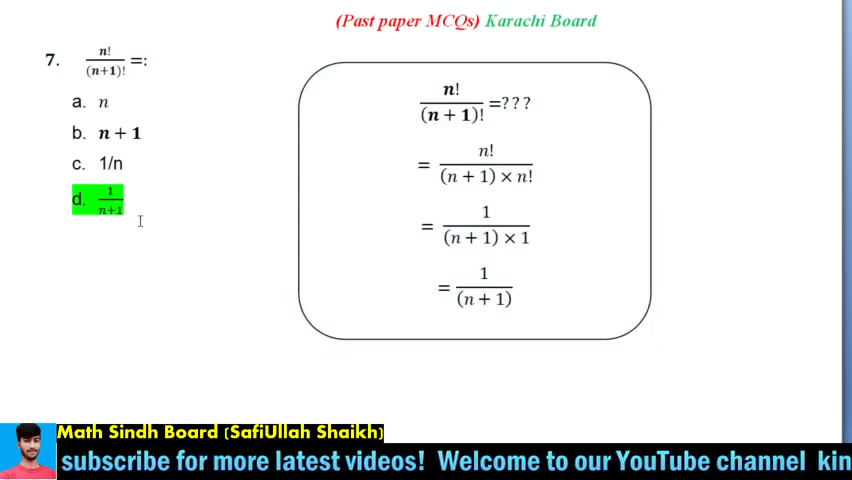 (Past paper MCQs) Karachi Board
7. n!/(n+1)! =:
a. n
b. n + 1
c. 1/n
d. 1/(n+1)
n!/(n + 1)! =???
= n!/((n + 1) × n!)
= 1/((n + 1) × 1)
= 1/(n + 1)
Math Sindh Board (SafiUllah Shaikh)
subscribe for more latest videos! Welcome to our YouTube channel kin